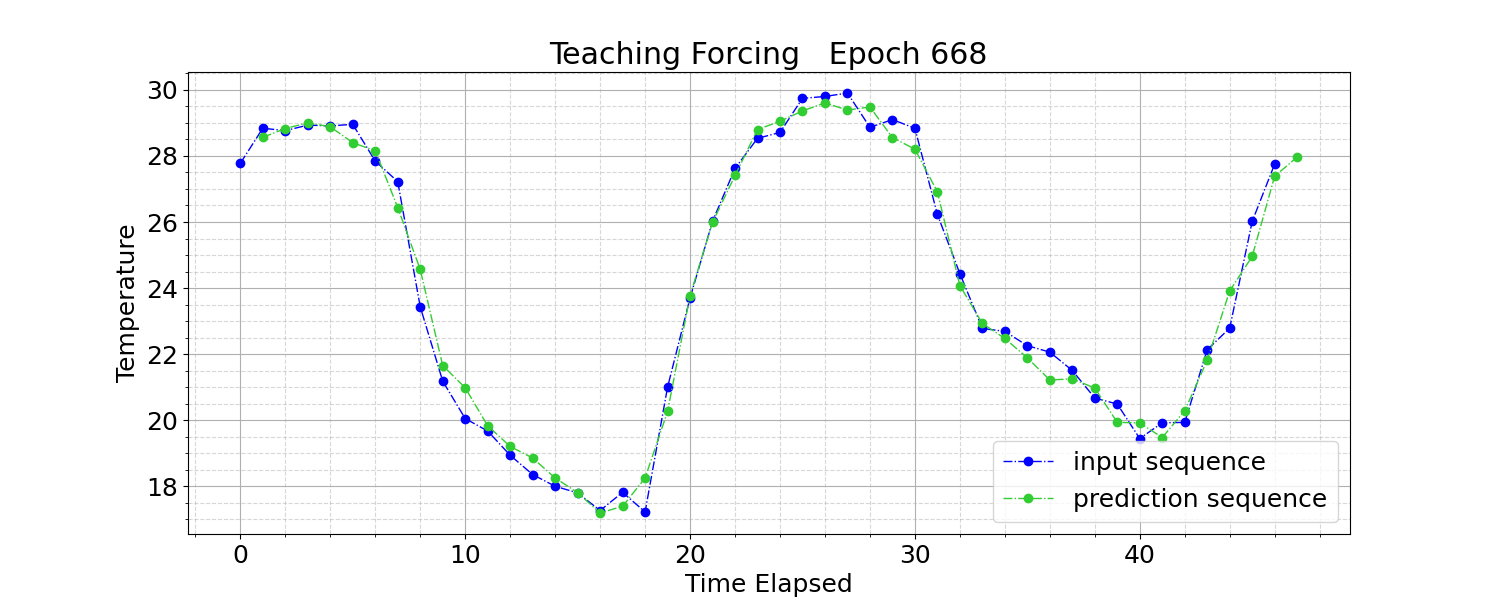 Teaching Forcing   Epoch 668
30
28
26
24
22
20
18
Temperature
0 10 20 30 40
Time Elapsed
input sequence
prediction sequence